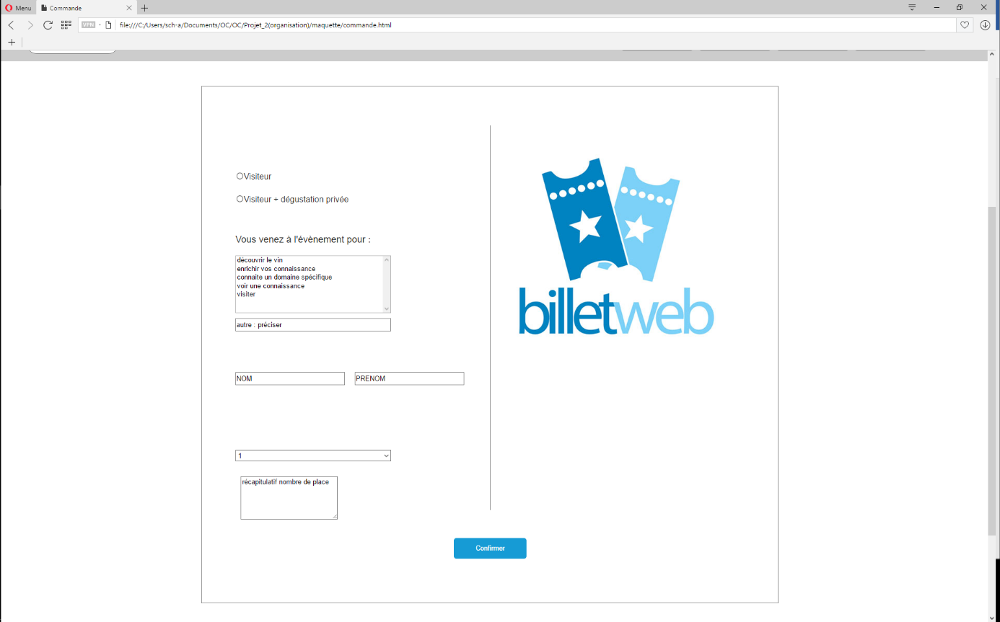 Menu
Commande
VPN
file:///C:/Users/sch-a/Documents/OC/OC/Projet_2(organisation)/maquette/commande.html
Visiteur
Visiteur + dégustation privée
Vous venez à l'évènement pour :
découvrir le vin
enrichir vos connaissance
connaite un domaine spécifique
voir une connaissance
visiter
autre : préciser
NOM
PRENOM
1
récapitulatif nombre de place
billetweb
Confirmer